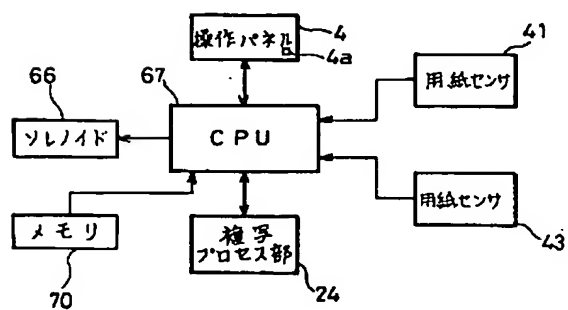 操作パネル
4
4a
66
67
41
ソレノイド
CPU
用紙センサ
メモリ
70
複写
プロセス部
24
用紙センサ
43